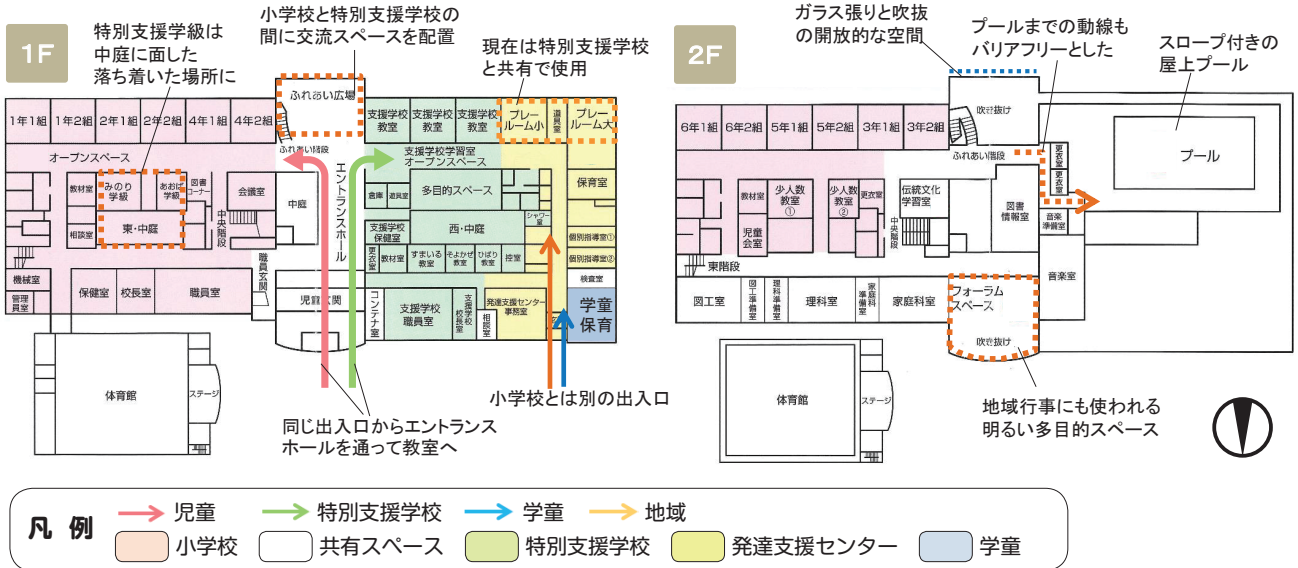 1F
特別支援学級は
中庭に面した
落ち着いた場所に
小学校と特別支援学校の
間に交流スペースを配置
現在は特別支援学校
と共有で使用
1年1組
1年2組
2年1組
2年2組
4年1組
4年2組
ふれあい広場
支援学校
教室
支援学校
教室
支援学校
教室
プレー
ルーム小
道具室
プレー
ルーム大
オープンスペース
ふれあい階段
支援学校学習室
オープンスペース
教材室
みのり
学級
あおば
学級
図書
コーナー
会議室
中庭
エントランスホール
倉庫
遊具室
多目的スペース
保育室
相談室
東・中庭
中央階段
支援学校
保健室
西・中庭
シャワー
室
個別指導室①
更衣室
教材室
すまいる
教室
そよかぜ
教室
ひばり
教室
控室
個別指導室②
機械室
職員玄関
検査室
管理
員室
保健室
校長室
職員室
児童玄関
コンテナ室
支援学校
職員室
支援学校
校長室
相談室
発達支援センター
事務室
学童
保育
体育館
ステージ
小学校とは別の出入口
同じ出入口からエントランス
ホールを通って教室へ
2F
ガラス張りと吹抜
の開放的な空間
プールまでの動線も
バリアフリーとした
スロープ付きの
屋上プール
6年1組
6年2組
5年1組
5年2組
3年1組
3年2組
吹き抜け
ふれあい階段
更衣室
更衣室
プール
教材室
少人数
教室
①
少人数
教室
②
更衣室
伝統文化
学習室
図書
情報室
児童
会室
中央階段
音楽
準備室
東階段
音楽室
図工室
図工準備室
理科準備室
理科室
家庭科
準備室
家庭科室
フォーラム
スペース
吹き抜け
体育館
ステージ
地域行事にも使われる
明るい多目的スペース
凡 例
児童
特別支援学校
学童
地域
小学校
共有スペース
特別支援学校
発達支援センター
学童